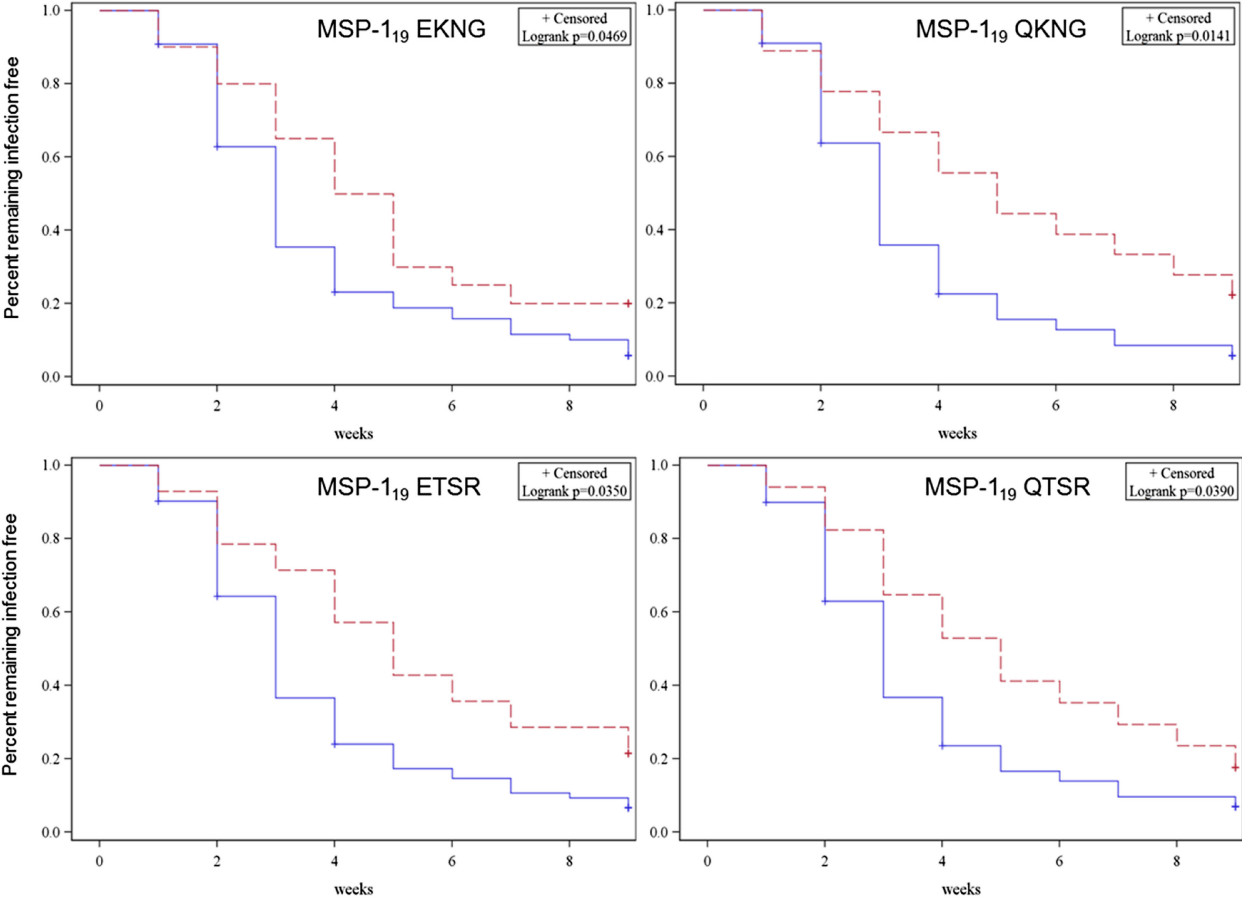 MSP-1₁₉ EKNG
+ Censored
Logrank p=0.0469
Percent remaining infection free
1.0
0.8
0.6
0.4
0.2
0.0
0 2 4 6 8
weeks
MSP-1₁₉ QKNG
+ Censored
Logrank p=0.0141
1.0
0.8
0.6
0.4
0.2
0.0
0 2 4 6 8
weeks
MSP-1₁₉ ETSR
+ Censored
Logrank p=0.0350
Percent remaining infection free
1.0
0.8
0.6
0.4
0.2
0.0
0 2 4 6 8
weeks
MSP-1₁₉ QTSR
+ Censored
Logrank p=0.0390
1.0
0.8
0.6
0.4
0.2
0.0
0 2 4 6 8
weeks